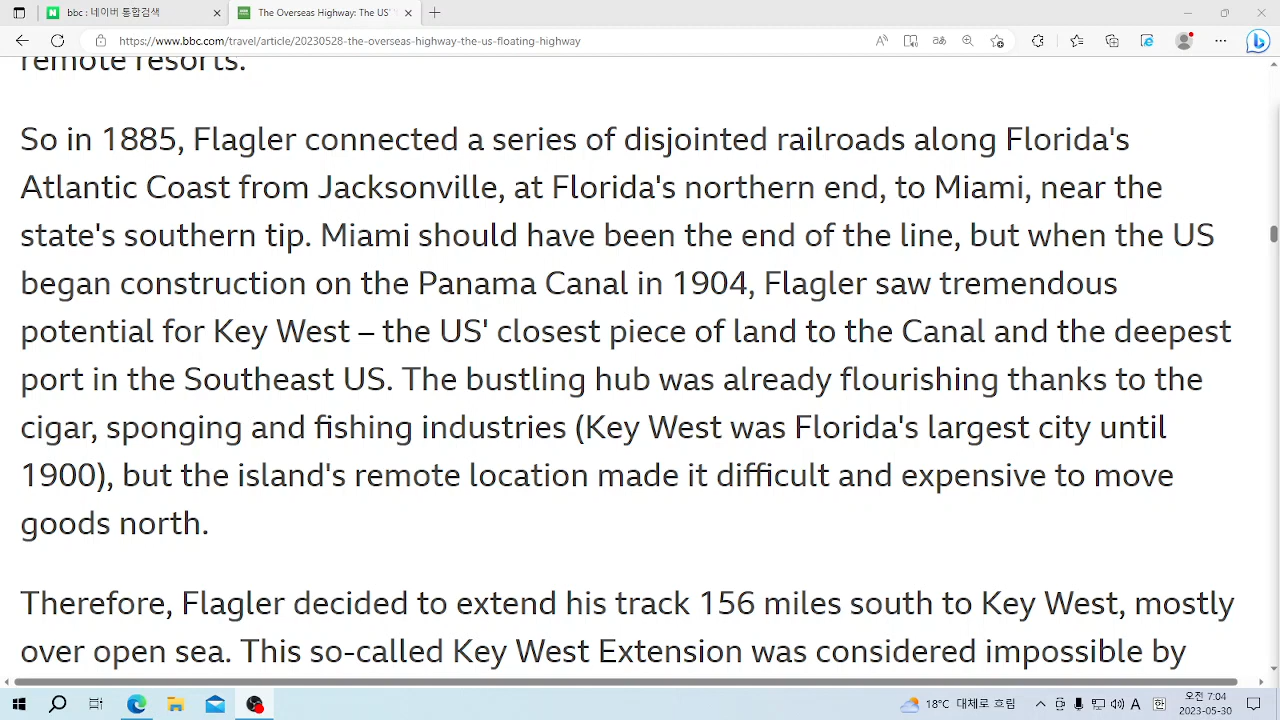 bbc : 네이버 통합검색
The Overseas Highway: The US'
https://www.bbc.com/travel/article/20230528-the-overseas-highway-the-us-floating-highway
remote resorts.
So in 1885, Flagler connected a series of disjointed railroads along Florida's
Atlantic Coast from Jacksonville, at Florida's northern end, to Miami, near the
state's southern tip. Miami should have been the end of the line, but when the US
began construction on the Panama Canal in 1904, Flagler saw tremendous
potential for Key West – the US' closest piece of land to the Canal and the deepest
port in the Southeast US. The bustling hub was already flourishing thanks to the
cigar, sponging and fishing industries (Key West was Florida's largest city until
1900), but the island's remote location made it difficult and expensive to move
goods north.
Therefore, Flagler decided to extend his track 156 miles south to Key West, mostly
over open sea. This so-called Key West Extension was considered impossible by
18°C 대체로 흐림
A
오전 7:04
2023-05-30